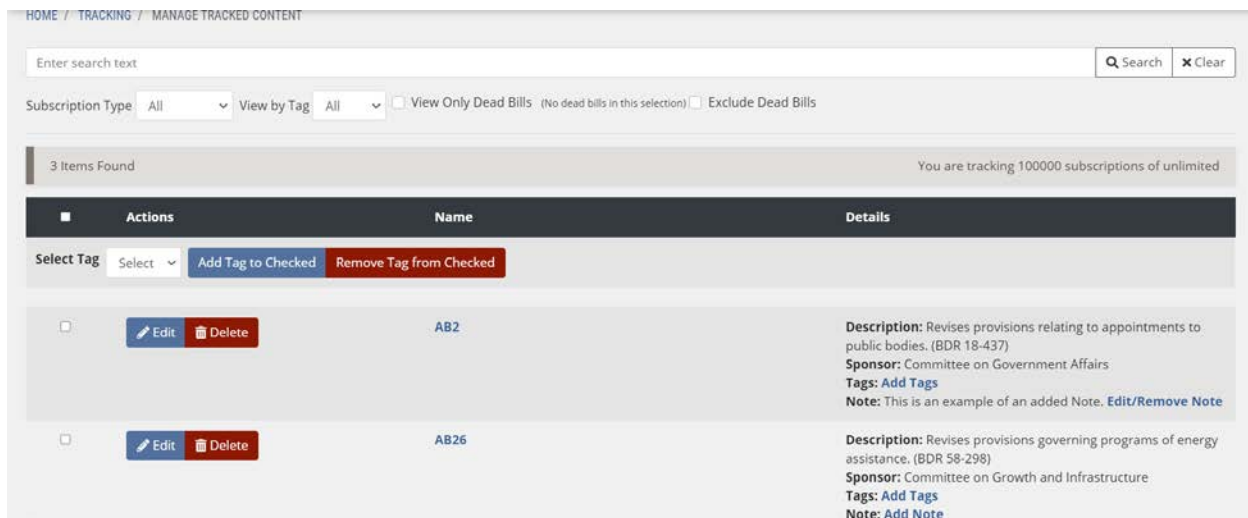 HOME / TRACKING / MANAGE TRACKED CONTENT
Enter search text
Search
Clear
Subscription Type All View by Tag All View Only Dead Bills (No dead bills in this selection) Exclude Dead Bills
3 Items Found
You are tracking 100000 subscriptions of unlimited
Actions Name Details
Select Tag Select Add Tag to Checked Remove Tag from Checked
Edit Delete
AB2
Description: Revises provisions relating to appointments to
public bodies. (BDR 18-437)
Sponsor: Committee on Government Affairs
Tags: Add Tags
Note: This is an example of an added Note. Edit/Remove Note
Edit Delete
AB26
Description: Revises provisions governing programs of energy
assistance. (BDR 58-298)
Sponsor: Committee on Growth and Infrastructure
Tags: Add Tags
Note: Add Note